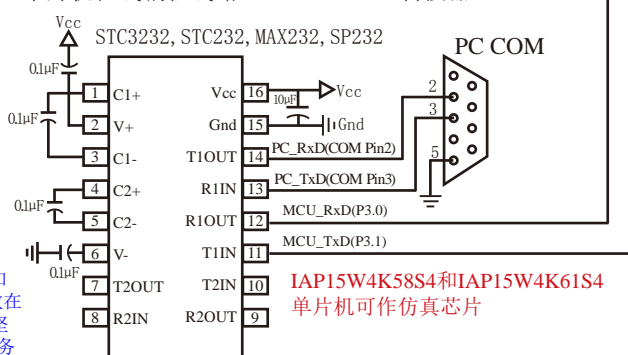 Vcc
STC3232, STC232, MAX232, SP232
PC COM
0.1μF
1 C1+
Vcc 16
Vcc
10μF
2
0.1μF
2 V+
Gnd 15
Gnd
3
3 C1-
T1OUT 14
PC_RxD(COM Pin2)
5
4 C2+
R1IN 13
PC_TxD(COM Pin3)
0.1μF
5 C2-
R1OUT 12
MCU_RxD(P3.0)
6 V-
T1IN 11
MCU_TxD(P3.1)
0.1μF
7 T2OUT
T2IN 10
IAP15W4K58S4和IAP15W4K61S4
单片机可作仿真芯片
8 R2IN
R2OUT 9
在
务